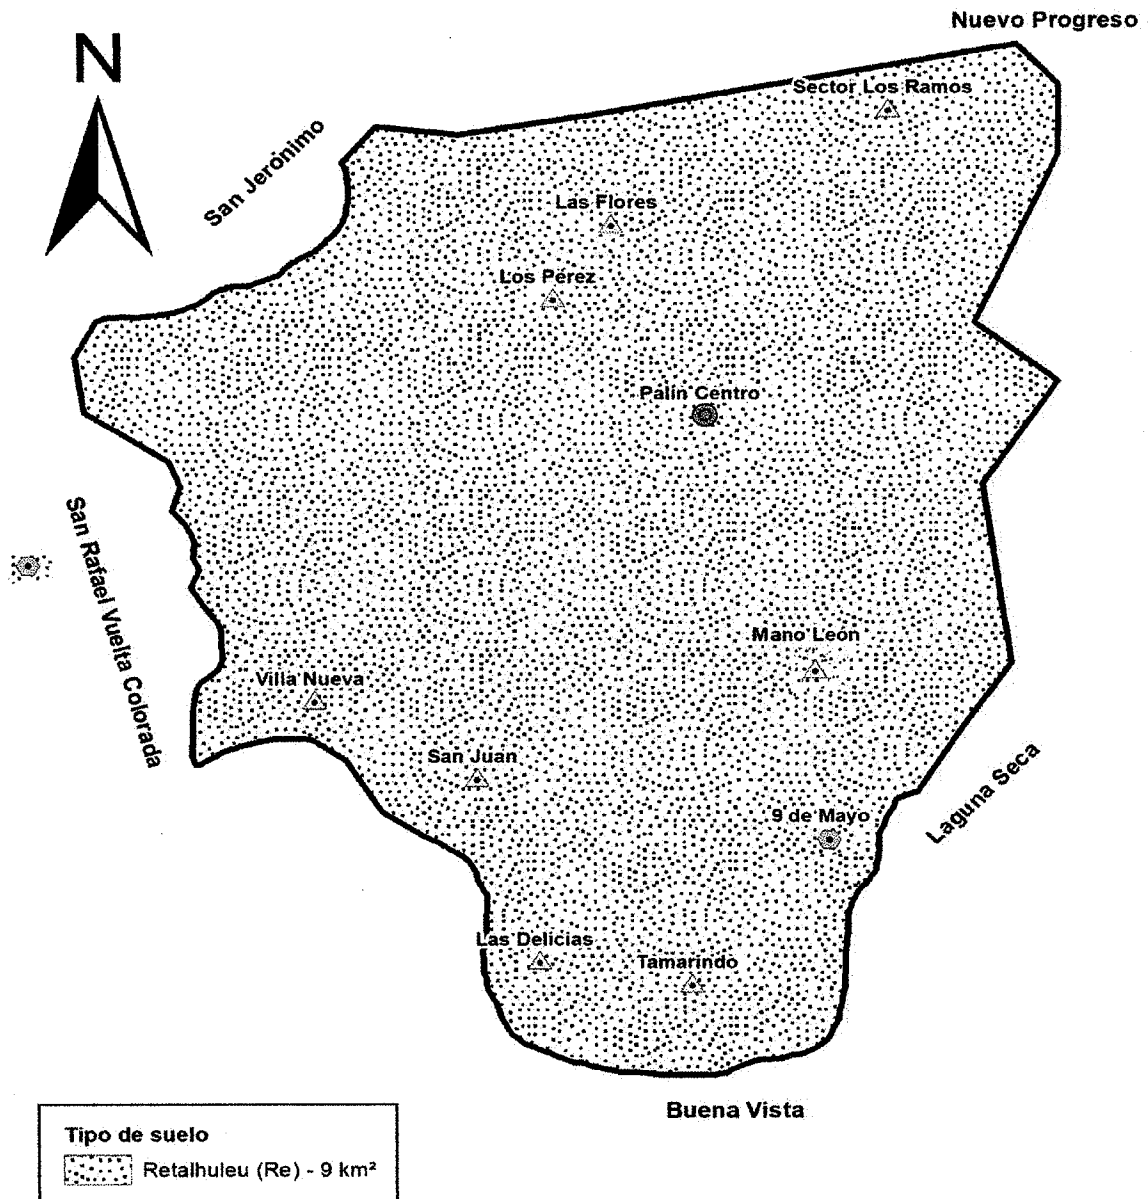 Nuevo Progreso
N
Sector Los Ramos
San Jerónimo
Las Flores
Los Pérez
Palín Centro
San Rafael Vuelta Colorada
Mano León
Villa Nueva
San Juan
Laguna Seca
9 de Mayo
Las Delicias
Tamarindo
Buena Vista
Tipo de suelo
Retalhuleu (Re) - 9 km²